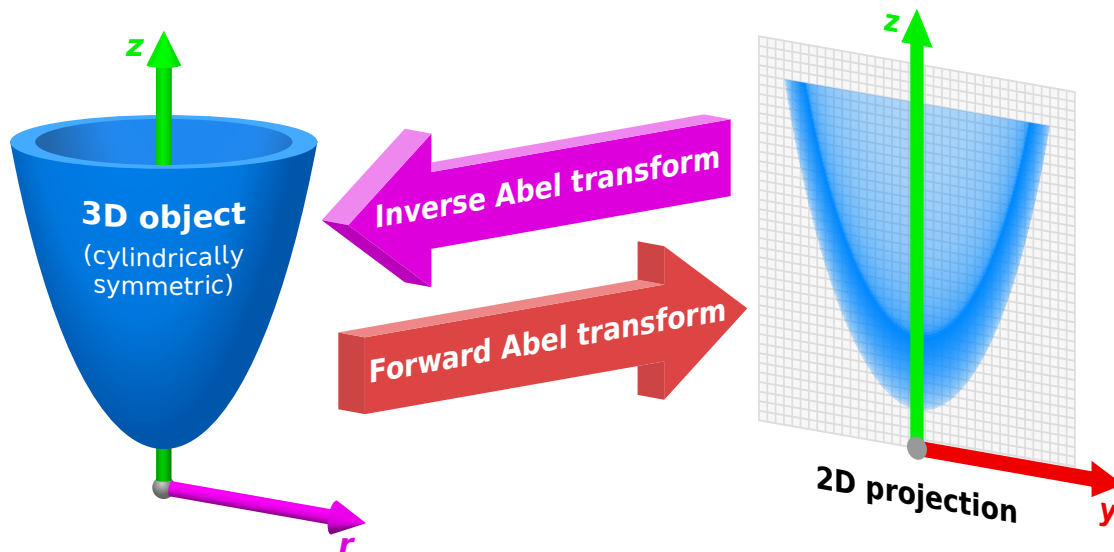 z
3D object
(cylindrically
symmetric)
r
Inverse Abel transform
Forward Abel transform
z
2D projection
y